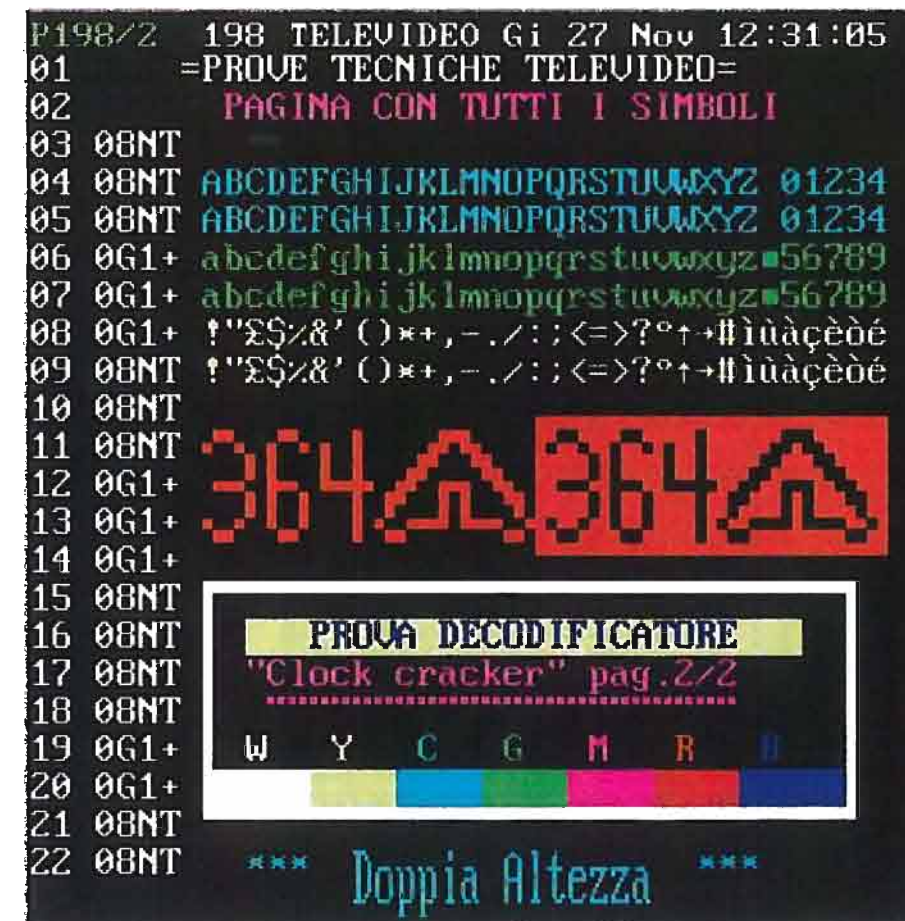 P198/2 198 TELEVIDEO Gi 27 Nov 12:31:05
01 =PROVE TECNICHE TELEVIDEO=
02 PAGINA CON TUTTI I SIMBOLI
03 08NT
04 08NT ABCDEFGHIJKLMNOPQRSTUVWXYZ 01234
05 08NT ABCDEFGHIJKLMNOPQRSTUVWXYZ 01234
06 0G1+ abcdefghijklmnopqrstuvwxyz■56789
07 0G1+ abcdefghijklmnopqrstuvwxyz■56789
08 0G1+ !"£$%&'()*+,-./:;<=>?°↑→#ìùàçèòé
09 08NT !"£$%&'()*+,-./:;<=>?°↑→#ìùàçèòé
10 08NT
11 08NT 364 364
12 0G1+
13 0G1+
14 0G1+
15 08NT
16 08NT PROVA DECODIFICATORE
17 08NT "Clock cracker" pag.2/2
18 08NT
19 0G1+ W Y C G M R B
20 0G1+
21 08NT
22 08NT *** Doppia Altezza ***